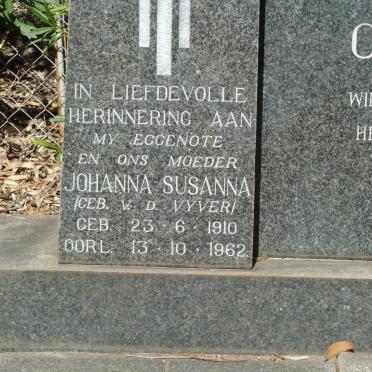 IN LIEFDEVOLLE
HERINNERING AAN
MY EGGENOTE
EN ONS MOEDER
JOHANNA SUSANNA
/GEB. V. D. VYVER/
GEB. 23·6·1910
OORL. 13·10·1962.